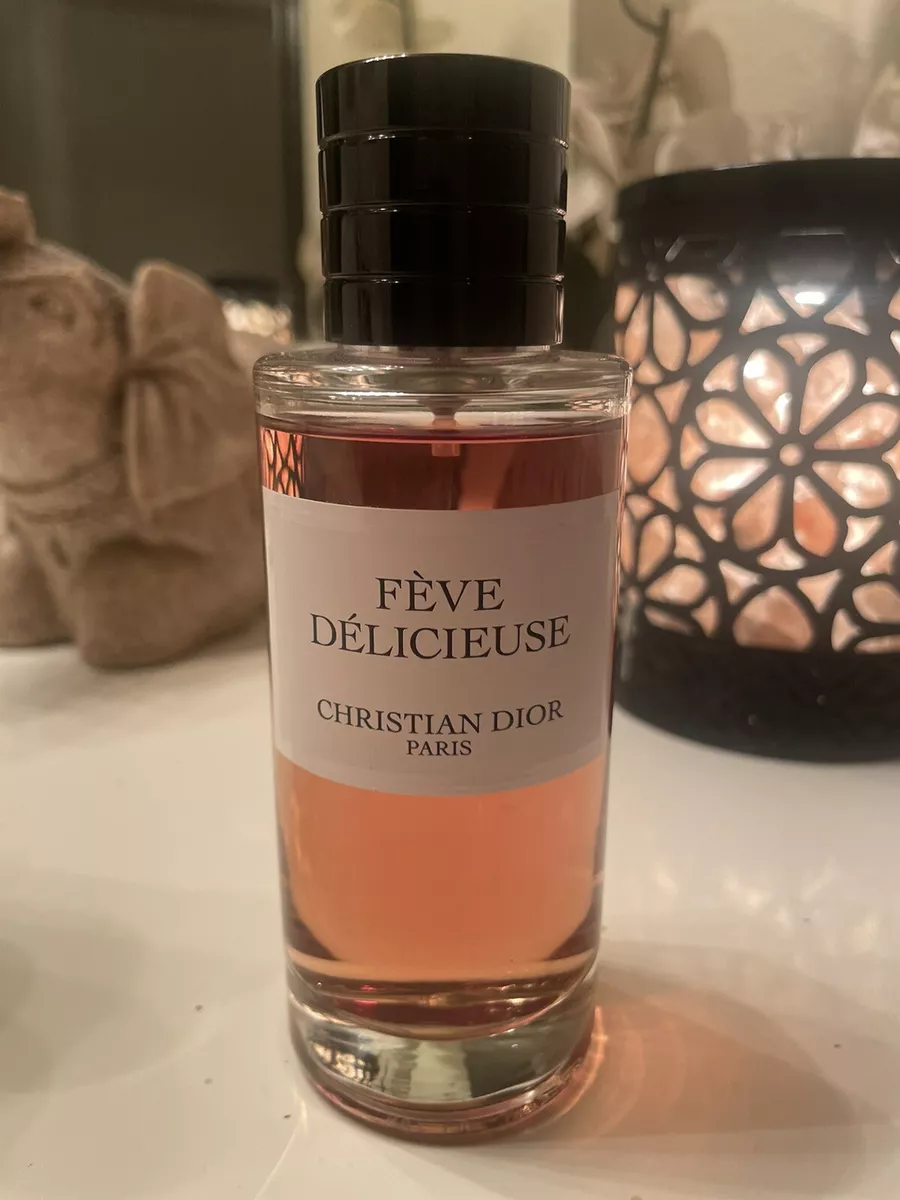 FÈVE
DÉLICIEUSE
CHRISTIAN DIOR
PARIS